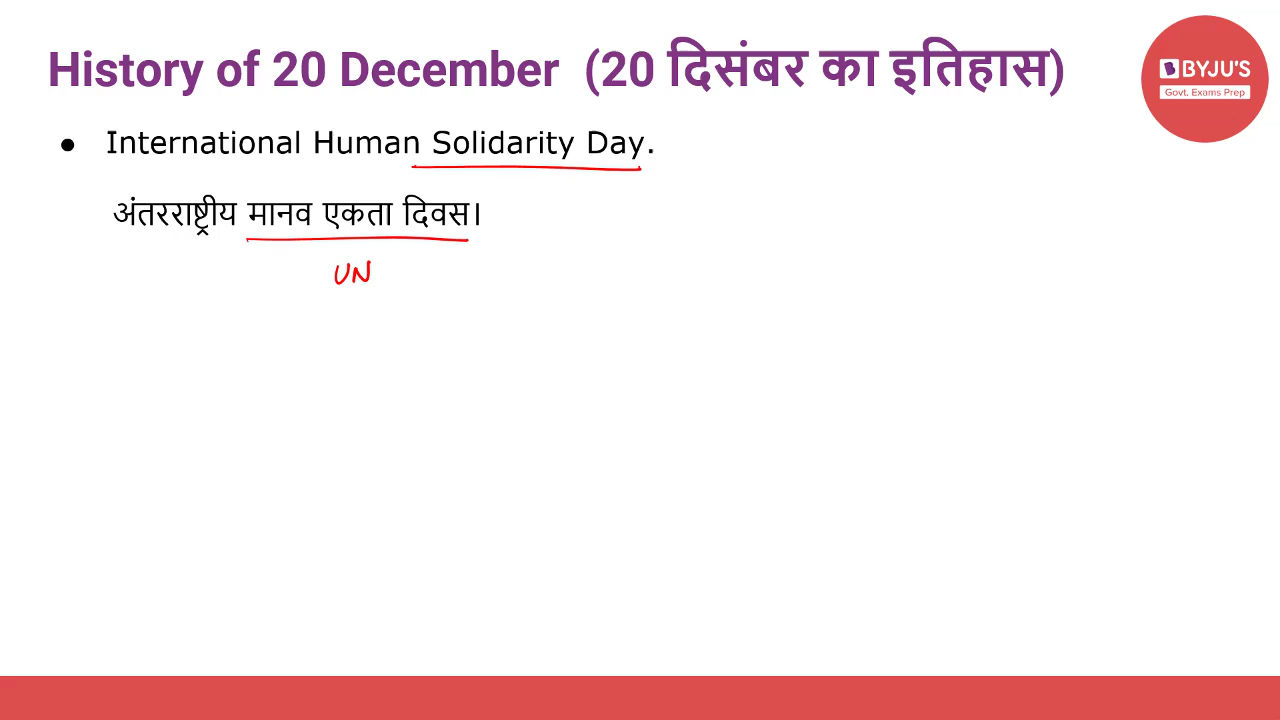 History of 20 December (20 दिसंबर का इतिहास)
BYJU'S
Govt. Exams Prep
● International Human Solidarity Day.
अंतरराष्ट्रीय मानव एकता दिवस।
UN